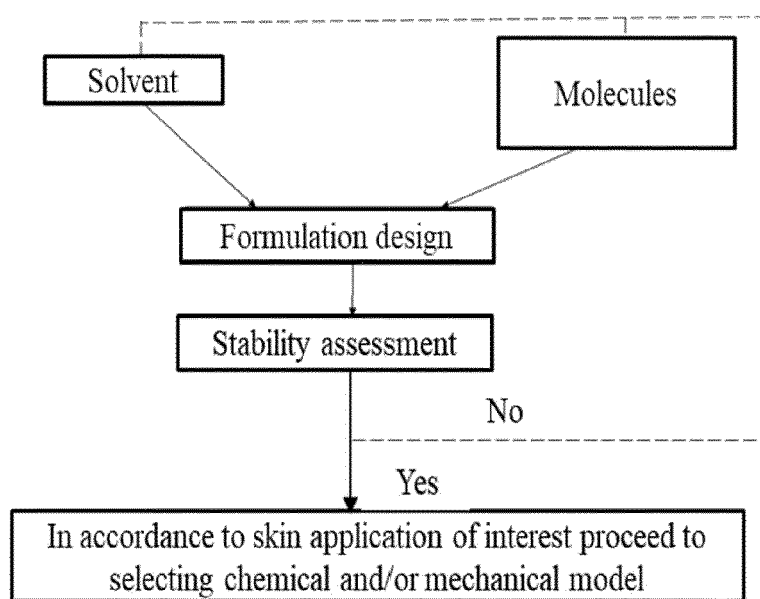 Solvent
Molecules
Formulation design
Stability assessment
No
Yes
In accordance to skin application of interest proceed to
selecting chemical and/or mechanical model